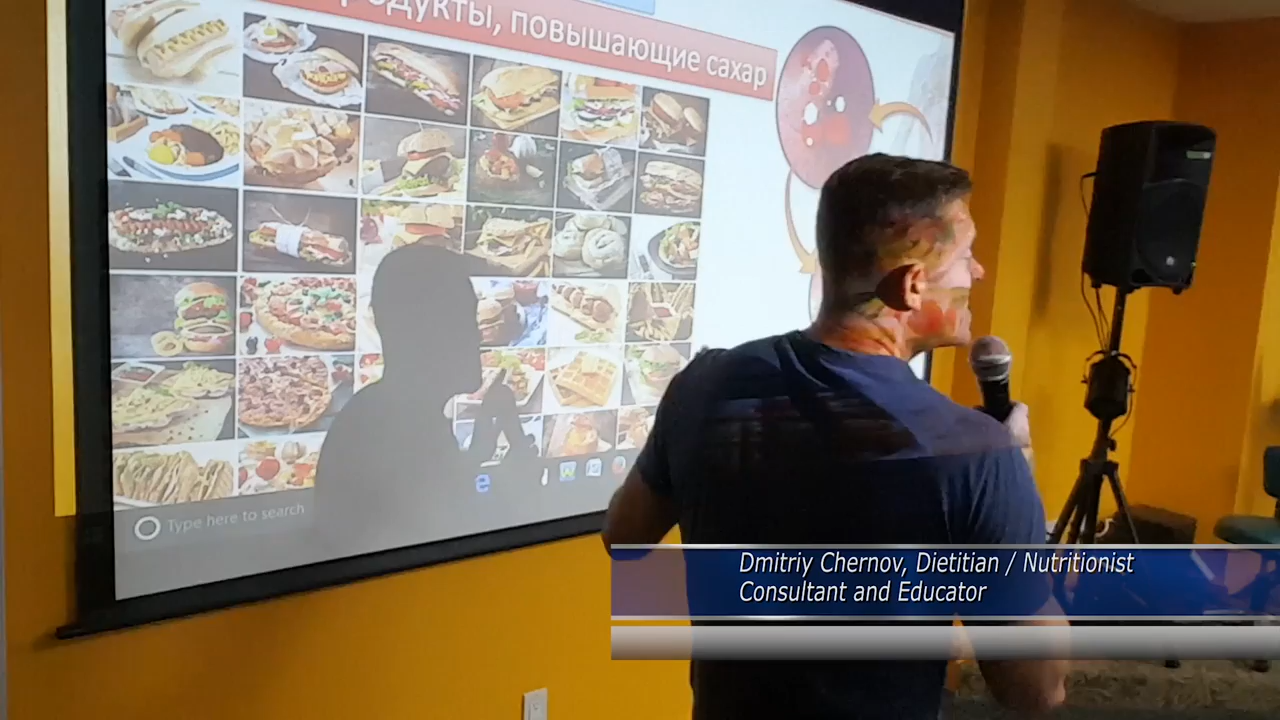 продукты, повышающие сахар
Type here to search
Dmitriy Chernov, Dietitian / Nutritionist
Consultant and Educator